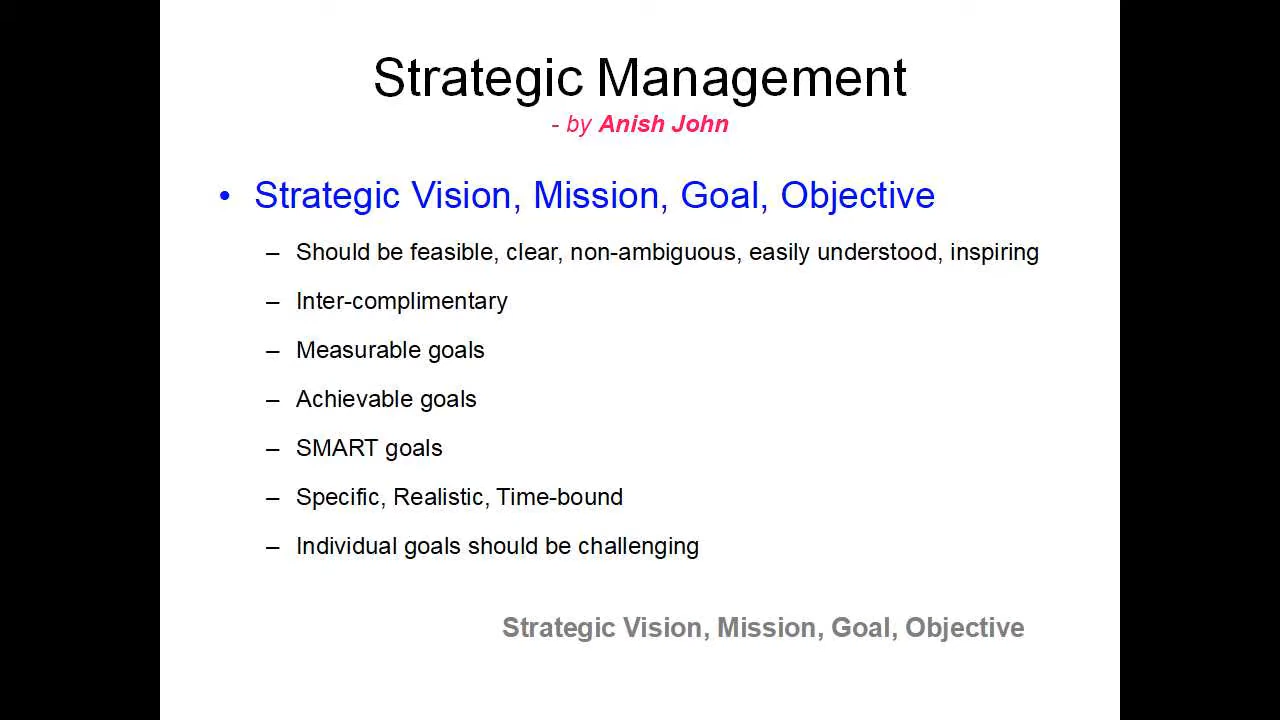 Strategic Management
- by Anish John
• Strategic Vision, Mission, Goal, Objective
– Should be feasible, clear, non-ambiguous, easily understood, inspiring
– Inter-complimentary
– Measurable goals
– Achievable goals
– SMART goals
– Specific, Realistic, Time-bound
– Individual goals should be challenging
Strategic Vision, Mission, Goal, Objective